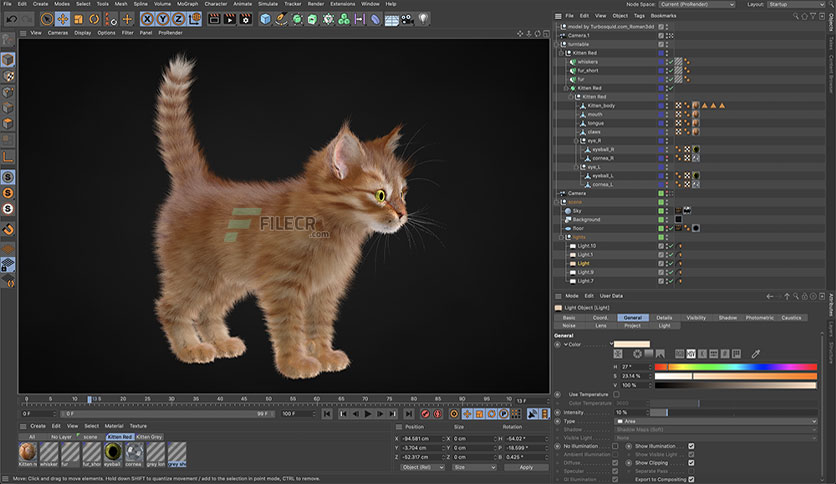 File Edit Create Modes Select Tools Mesh Spline Volume MoGraph Character Animate Simulate Tracker Render Extensions Window Help
Node Space: Current (ProRender) Layout: Startup
View Cameras Display Options Filter Panel ProRender
File Edit View Object Tags Bookmarks
model by Turbosquid.com_Roman3dd
Camera.1
turntable
Kitten Red
whiskers
fur_short
fur
Kitten Red
Kitten Red
Kitten_body
mouth
tongue
claws
eye_R
eyeball_R
cornea_R
eye_L
eyeball_L
cornea_L
Camera
scene
Sky
Background
floor
lights
Light.10
Light.1
Light
Light.9
Light.7
FILECR
.com
Mode Edit User Data
Light Object [Light]
Basic Coord. General Details Visibility Shadow Photometric Caustics
Noise Lens Project Light
General
Color
H 27 °
S 23.14 %
V 100 %
Use Temperature
Color Temperature
Intensity 10 %
Type Area
Shadow Shadow Maps (Soft)
Visible Light None
No Illumination Show Illumination
Ambient Illumination Show Visible Light
Diffuse Show Clipping
Specular Separate Pass
GI Illumination Export to Compositing
0 5 10 15 20 25 30 35 40 45 50 55 60 65 70 75 80 85 90 95 100
13 F
0 F 0 F 99 F 100 F
Create Edit View Select Material Texture
All No Layer scene Kitten Red Kitten Grey
Kitten m whisker fur fur_sho eyeball cornea grey lon grey sh
Position Size Rotation
X -94.581 cm X 0 cm H -54.02 °
Y -3.704 cm Y 0 cm P -18.599 °
Z -52.317 cm Z 0 cm B 0.425 °
Object (Rel) Size Apply
Move: Click and drag to move elements. Hold down SHIFT to quantize movement / add to the selection in point mode, CTRL to remove.
Objects
Attributes
Structure